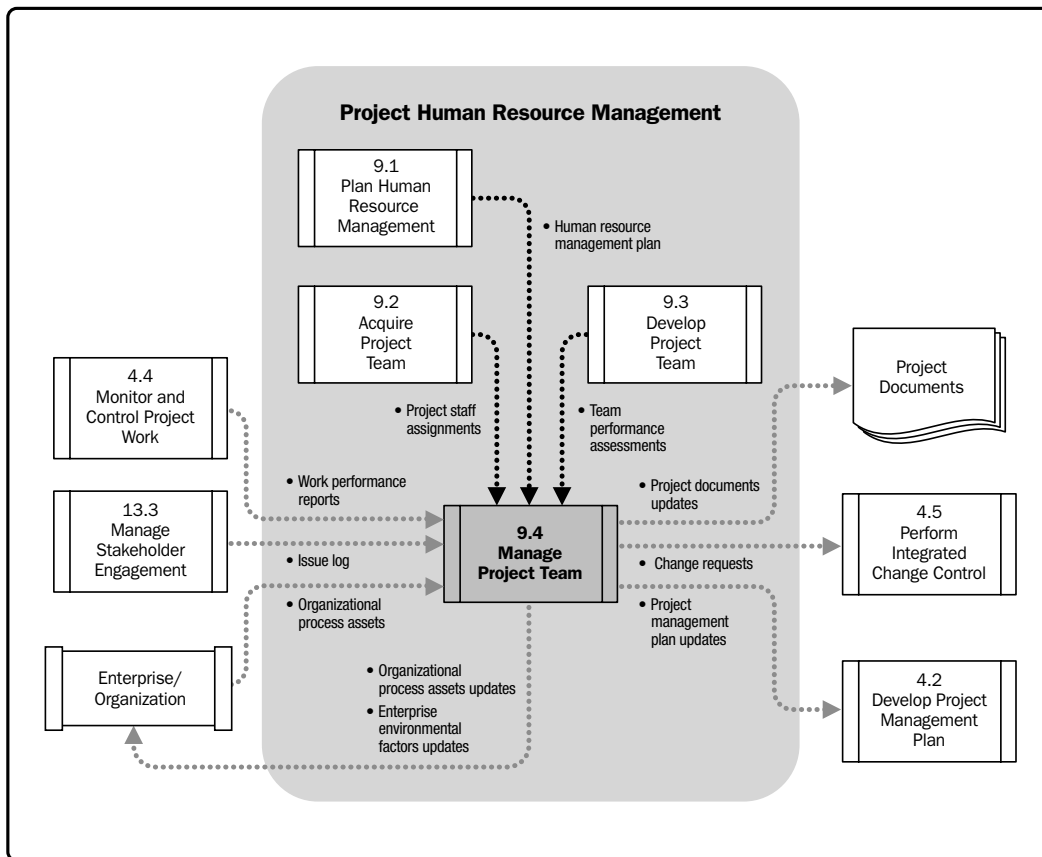 Project Human Resource Management
9.1
Plan Human
Resource
Management
• Human resource
management plan
9.2
Acquire
Project
Team
9.3
Develop
Project
Team
• Project staff
assignments
• Team
performance
assessments
4.4
Monitor and
Control Project
Work
• Work performance
reports
13.3
Manage
Stakeholder
Engagement
• Issue log
• Organizational
process assets
Enterprise/
Organization
9.4
Manage
Project Team
• Organizational
process assets updates
• Enterprise
environmental
factors updates
• Project documents
updates
• Change requests
• Project
management
plan updates
Project
Documents
4.5
Perform
Integrated
Change Control
4.2
Develop Project
Management
Plan